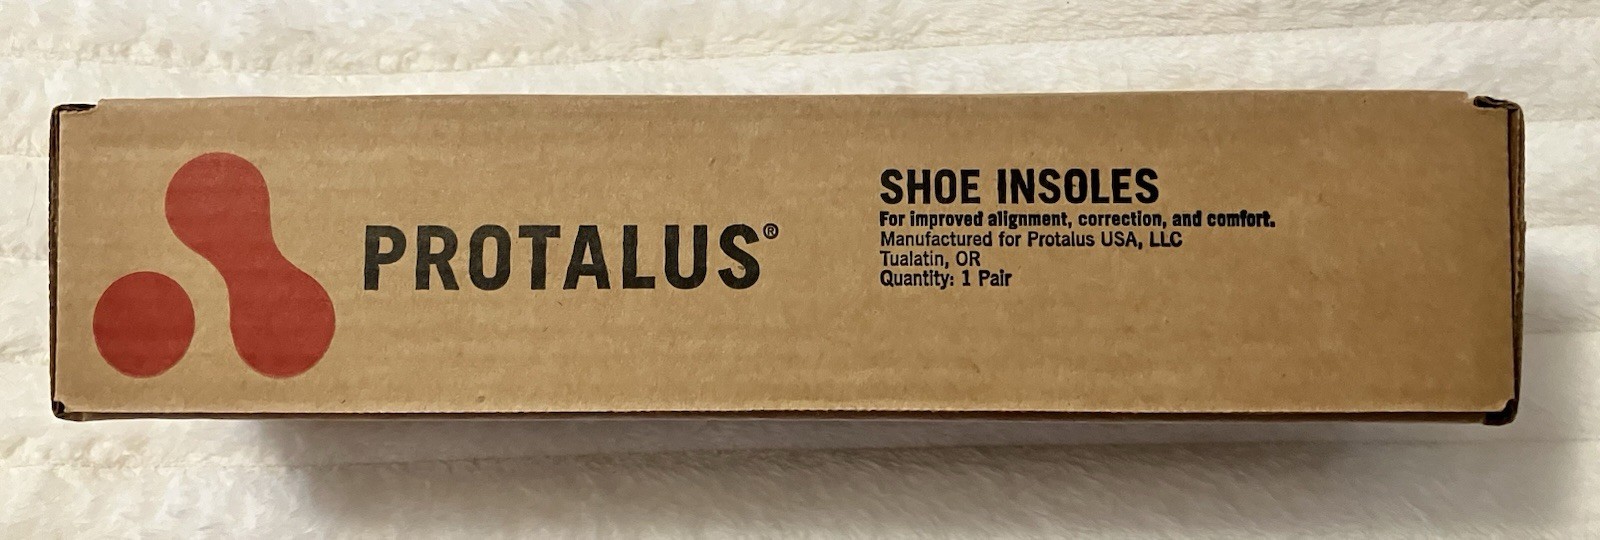 PROTALUS®
SHOE INSOLES
For improved alignment, correction, and comfort.
Manufactured for Protalus USA, LLC
Tualatin, OR
Quantity: 1 Pair